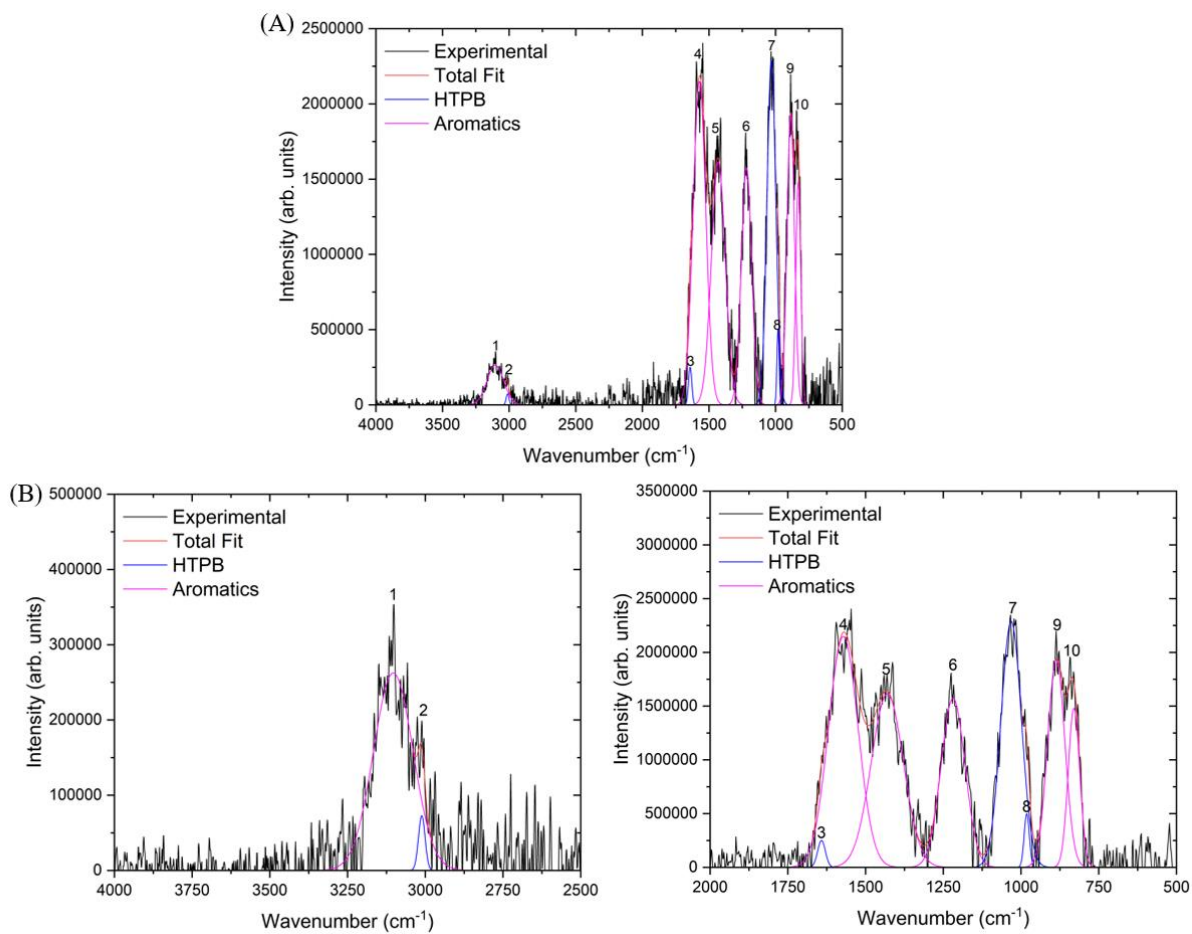 (A)
2500000
2000000
1500000
1000000
500000
0
Intensity (arb. units)
Experimental
Total Fit
HTPB
Aromatics
1
2
3
4
5
6
7
8
9
10
4000 3500 3000 2500 2000 1500 1000 500
Wavenumber (cm⁻¹)
(B)
500000
400000
300000
200000
100000
0
Intensity (arb. units)
Experimental
Total Fit
HTPB
Aromatics
1
2
4000 3750 3500 3250 3000 2750 2500
Wavenumber (cm⁻¹)
3500000
3000000
2500000
2000000
1500000
1000000
500000
0
Intensity (arb. units)
Experimental
Total Fit
HTPB
Aromatics
3
4
5
6
7
8
9
10
2000 1750 1500 1250 1000 750 500
Wavenumber (cm⁻¹)